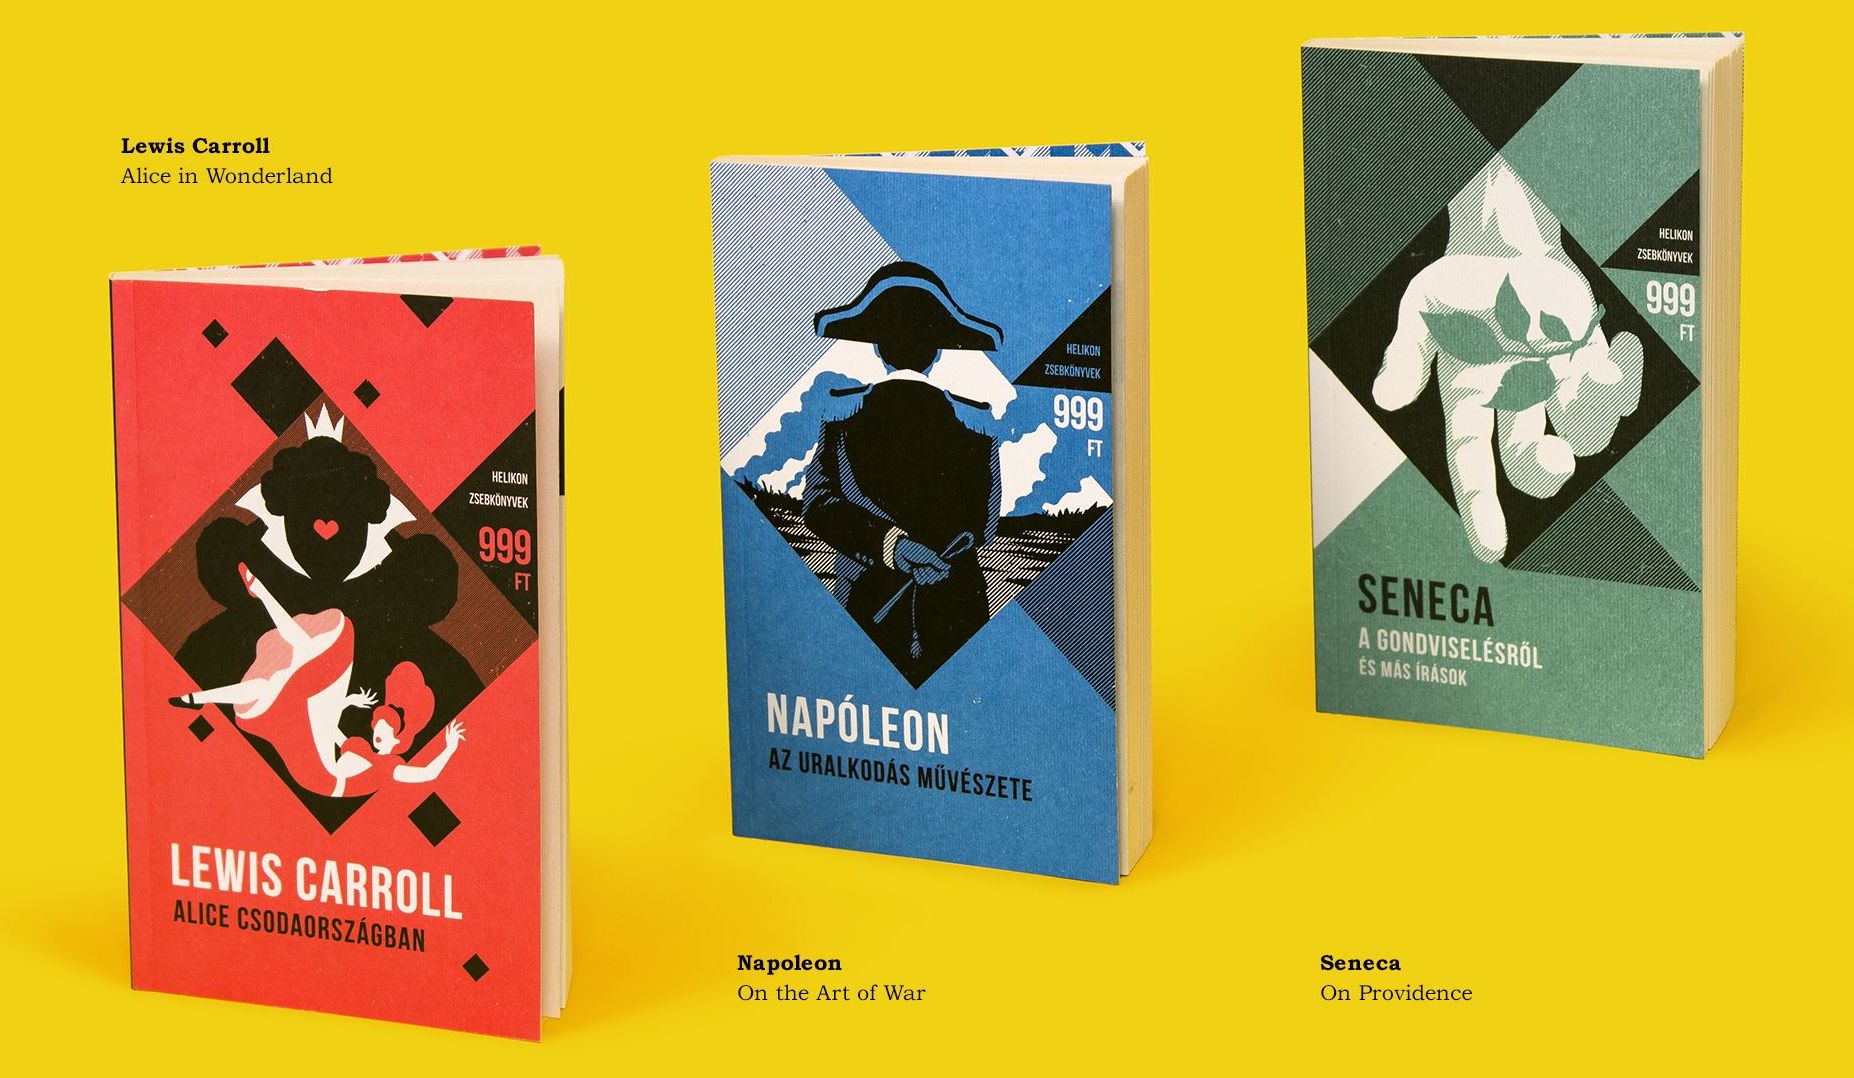 Lewis Carroll
Alice in Wonderland
HELIKON
ZSEBKÖNYVEK
999
FT
LEWIS CARROLL
ALICE CSODAORSZÁGBAN
HELIKON
ZSEBKÖNYVEK
999
FT
NAPÓLEON
AZ URALKODÁS MŰVÉSZETE
Napoleon
On the Art of War
HELIKON
ZSEBKÖNYVEK
999
FT
SENECA
A GONDVISELÉSRŐL
ÉS MÁS ÍRÁSOK
Seneca
On Providence